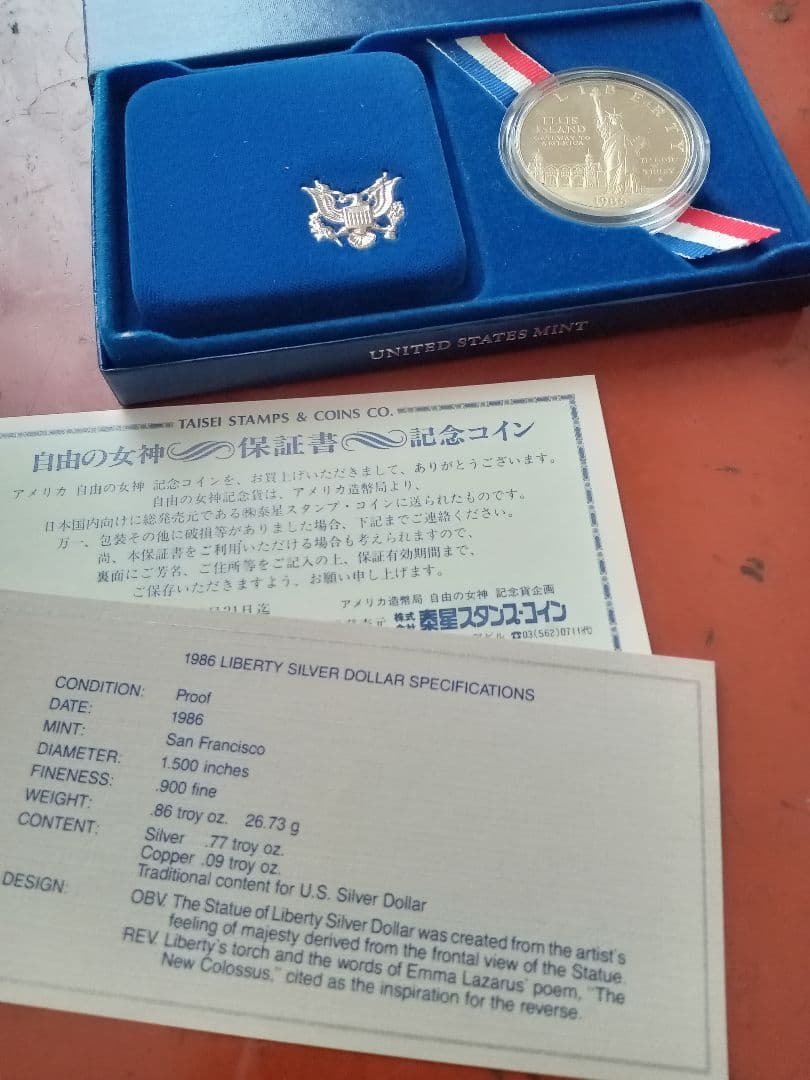 LIBERTY
ELLIS
ISLAND
GATEWAY TO
AMERICA
1986
UNITED STATES MINT
TAISEI STAMPS & COINS CO.
自由の女神 保証書 記念コイン
アメリカ 自由の女神 記念コインを、お買上げいただきまして、ありがとうございます。
自由の女神記念貨は、アメリカ造幣局より、
日本国内向けに総発売元である㈱泰星スタンプ・コインに送られたものです。
万一、包装その他に破損等がありました場合、下記までご連絡ください。
尚、本保証書をご利用いただける場合も考えられますので、
裏面にご芳名、ご住所等をご記入の上、保証有効期間まで、
ご保存いただきますよう、お願い申し上げます。
アメリカ造幣局 自由の女神 記念貨企画
株式会社 泰星スタンプ・コイン
☎03(562)0711代
1986 LIBERTY SILVER DOLLAR SPECIFICATIONS
CONDITION: Proof
DATE: 1986
MINT: San Francisco
DIAMETER: 1.500 inches
FINENESS: .900 fine
WEIGHT: .86 troy oz. 26.73 g
CONTENT: Silver .77 troy oz.
Copper .09 troy oz.
Traditional content for U.S. Silver Dollar
DESIGN: OBV. The Statue of Liberty Silver Dollar was created from the artist's
feeling of majesty derived from the frontal view of the Statue.
REV. Liberty's torch and the words of Emma Lazarus' poem, "The
New Colossus," cited as the inspiration for the reverse.